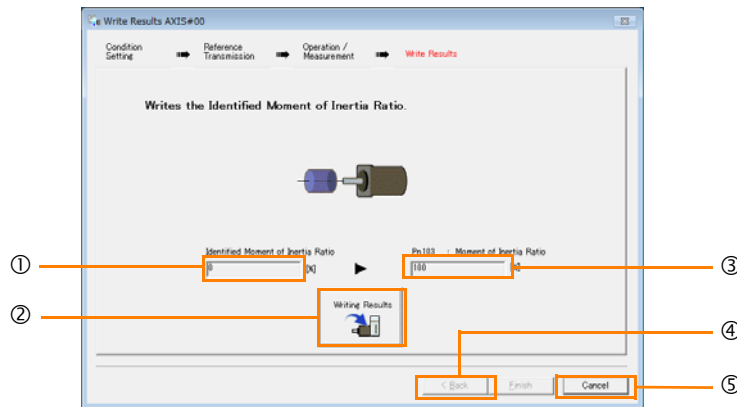 Write Results AXIS#00
Condition Setting
Reference Transmission
Operation / Measurement
Write Results
Writes the Identified Moment of Inertia Ratio.
Identified Moment of Inertia Ratio
Pn103 : Moment of Inertia Ratio
①
0
[%]
100
[%]
③
②
Writing Results
④
< Back
Finish
Cancel
⑤